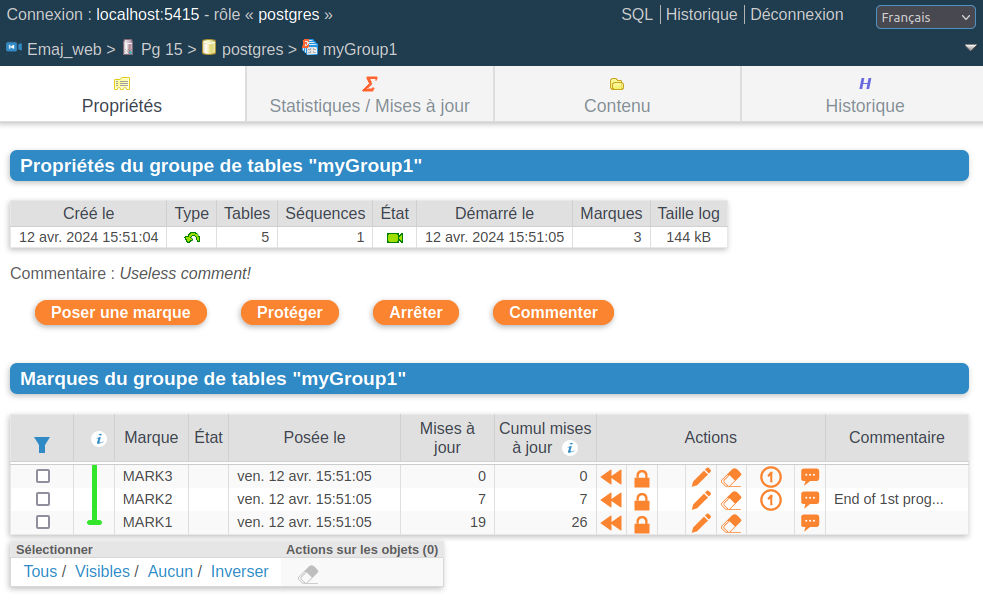 Connexion : localhost:5415 - rôle « postgres »
SQL | Historique | Déconnexion
Français
Emaj_web > Pg 15 > postgres > myGroup1
Propriétés
Statistiques / Mises à jour
Contenu
H
Historique
Propriétés du groupe de tables "myGroup1"
Créé le Type Tables Séquences État Démarré le Marques Taille log
12 avr. 2024 15:51:04 5 1 12 avr. 2024 15:51:05 3 144 kB
Commentaire : Useless comment!
Poser une marque Protéger Arrêter Commenter
Marques du groupe de tables "myGroup1"
i Marque État Posée le Mises à jour Cumul mises à jour i Actions Commentaire
MARK3 ven. 12 avr. 15:51:05 0 0 1
MARK2 ven. 12 avr. 15:51:05 7 7 1 End of 1st prog...
MARK1 ven. 12 avr. 15:51:05 19 26
Sélectionner Actions sur les objets (0)
Tous / Visibles / Aucun / Inverser